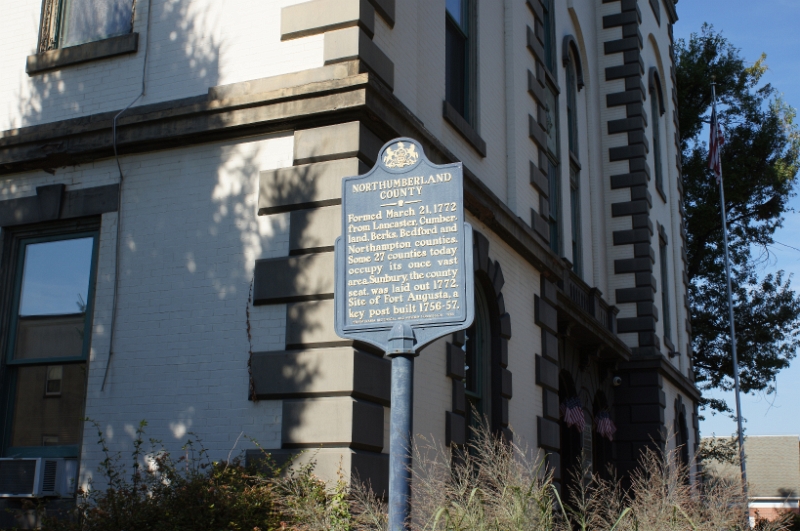 NORTHUMBERLAND
COUNTY
Formed March 21, 1772
from Lancaster, Cumber-
land, Berks, Bedford and
Northampton counties.
Some 27 counties today
occupy its once vast
area. Sunbury, the county
seat, was laid out 1772.
Site of Fort Augusta, a
key post built 1756-57.